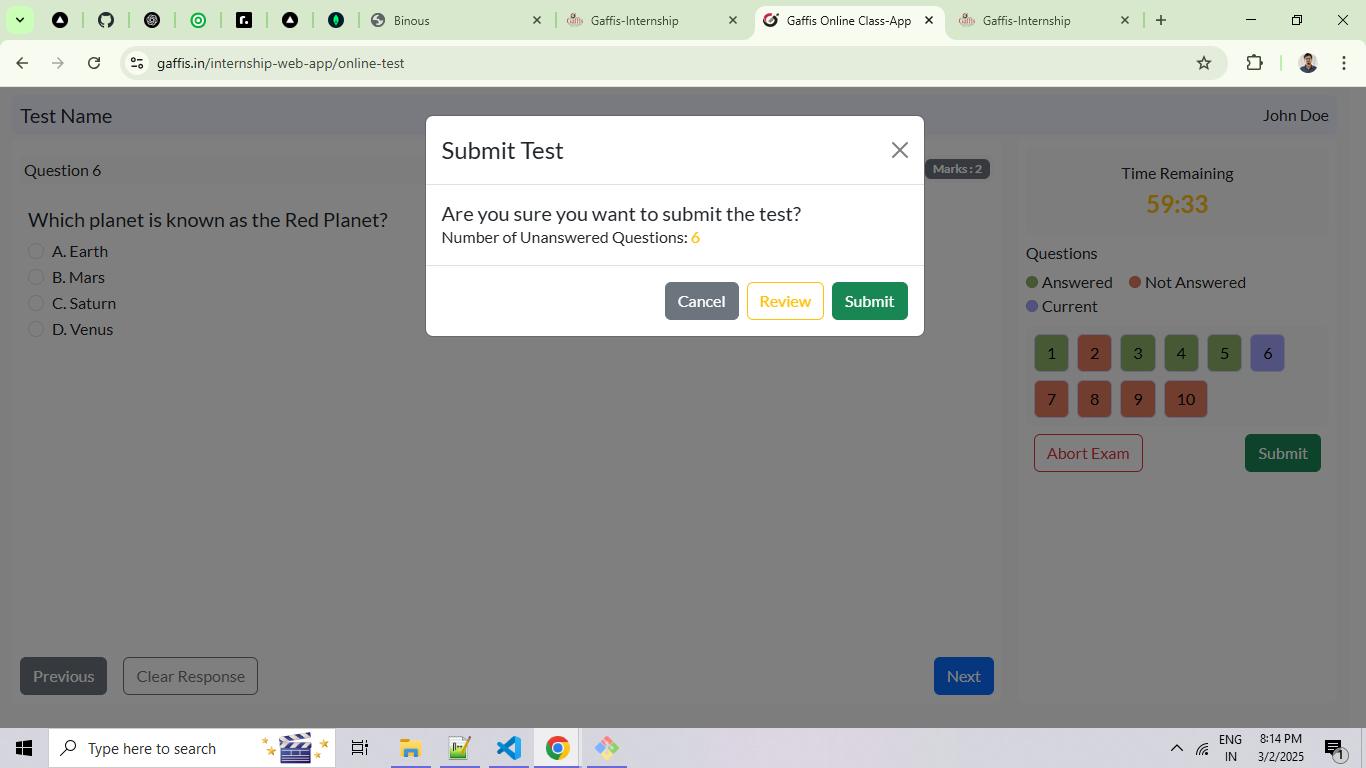 Binous
Gaffis-Internship
Gaffis Online Class-App
Gaffis-Internship
gaffis.in/internship-web-app/online-test
Test Name
John Doe
Submit Test
Question 6
Marks : 2
Time Remaining
59:33
Which planet is known as the Red Planet?
Are you sure you want to submit the test?
Number of Unanswered Questions: 6
A. Earth
B. Mars
C. Saturn
D. Venus
Cancel
Review
Submit
Questions
Answered
Not Answered
Current
1 2 3 4 5 6
7 8 9 10
Abort Exam
Submit
Previous
Clear Response
Next
Type here to search
ENG
IN
8:14 PM
3/2/2025
1